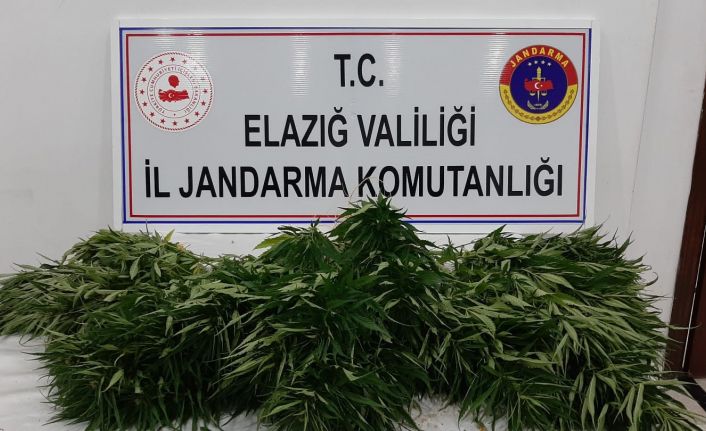 T.C.
ELAZIĞ VALİLİĞİ
İL JANDARMA KOMUTANLIĞI
JANDARMA